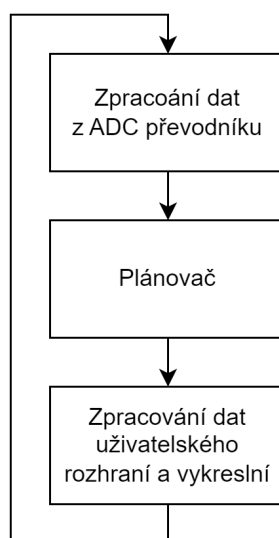 Zpracoání dat
z ADC převodníku
Plánovač
Zpracování dat
uživatelského
rozhraní a vykreslní